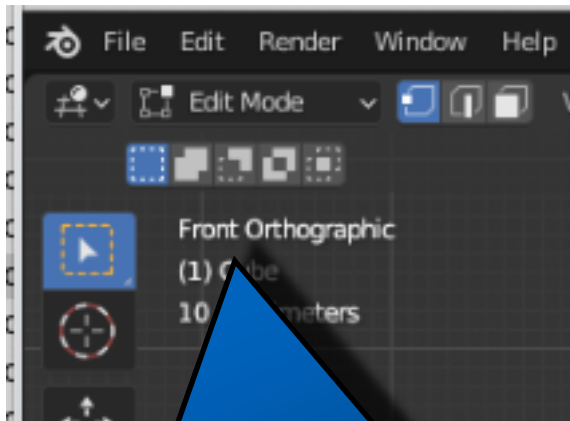 File Edit Render Window Help
Edit Mode
Front Orthographic
(1)
10